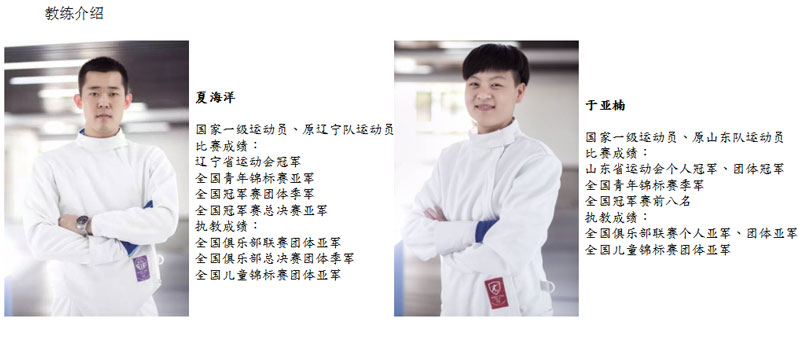 教练介绍
夏海洋
国家一级运动员、原辽宁队运动员
比赛成绩：
辽宁省运动会冠军
全国青年锦标赛亚军
全国冠军赛团体季军
全国冠军赛总决赛亚军
执教成绩：
全国俱乐部联赛团体亚军
全国俱乐部总决赛团体季军
全国儿童锦标赛团体亚军
于亚楠
国家一级运动员、原山东队运动员
比赛成绩：
山东省运动会个人冠军、团体冠军
全国青年锦标赛季军
全国冠军赛前八名
执教成绩：
全国俱乐部联赛个人亚军、团体亚军
全国儿童锦标赛团体亚军